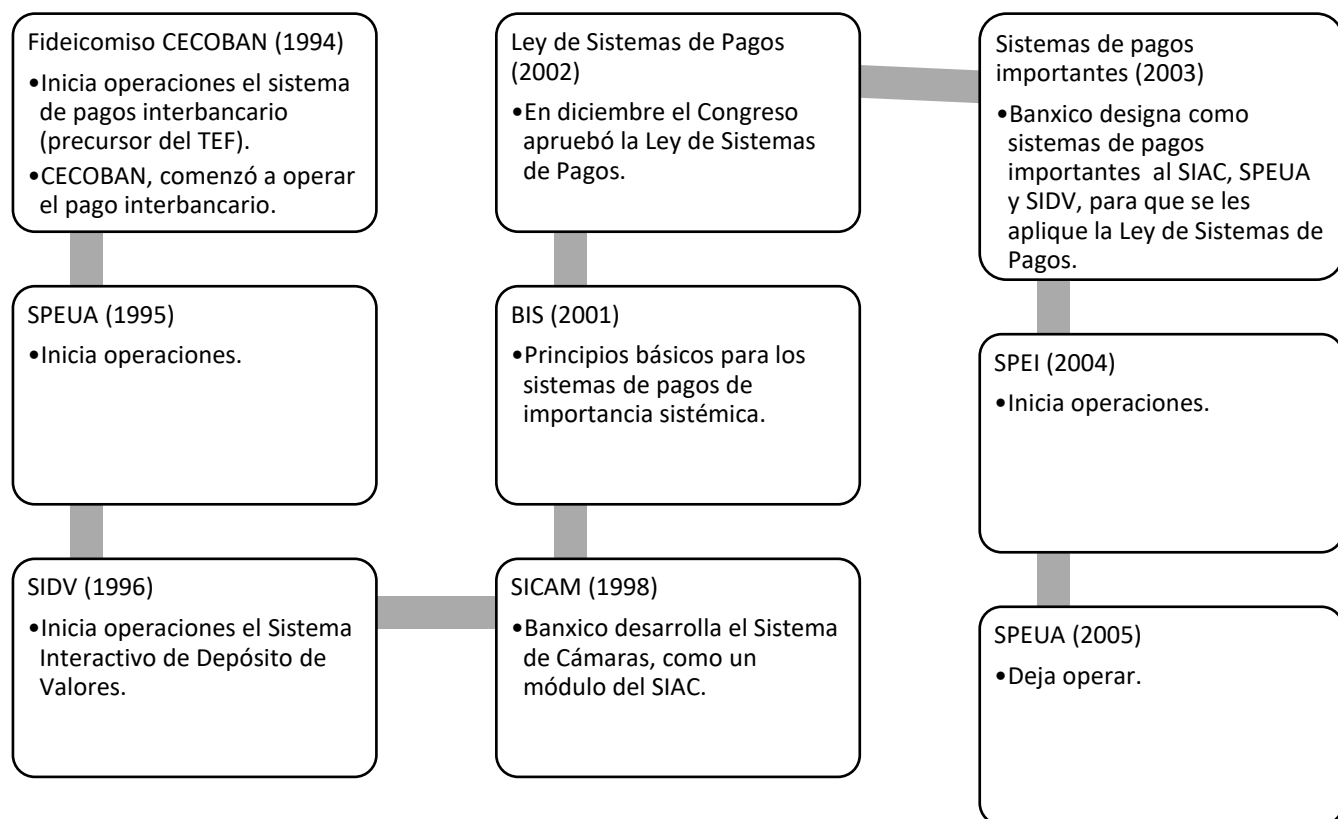 Fideicomiso CECOBAN (1994)
•Inicia operaciones el sistema
de pagos interbancario
(precursor del TEF).
•CECOBAN, comenzó a operar
el pago interbancario.
SPEUA (1995)
•Inicia operaciones.
SIDV (1996)
•Inicia operaciones el Sistema
Interactivo de Depósito de
Valores.
SICAM (1998)
•Banxico desarrolla el Sistema
de Cámaras, como un
módulo del SIAC.
BIS (2001)
•Principios básicos para los
sistemas de pagos de
importancia sistémica.
Ley de Sistemas de Pagos
(2002)
•En diciembre el Congreso
apruebó la Ley de Sistemas
de Pagos.
Sistemas de pagos
importantes (2003)
•Banxico designa como
sistemas de pagos
importantes al SIAC, SPEUA
y SIDV, para que se les
aplique la Ley de Sistemas de
Pagos.
SPEI (2004)
•Inicia operaciones.
SPEUA (2005)
•Deja operar.